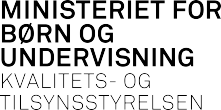 MINISTERIET FOR
BØRN OG
UNDERVISNING
KVALITETS- OG
TILSYNSSTYRELSEN